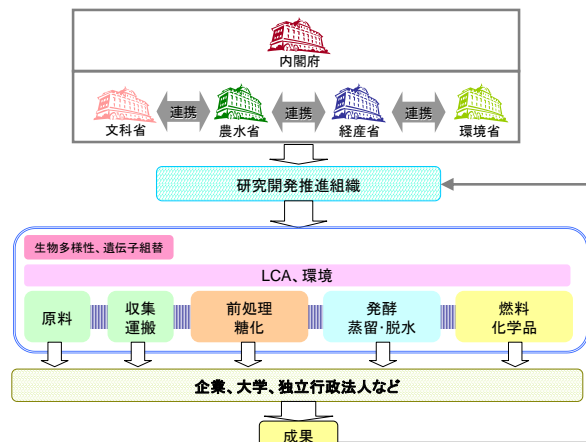 内閣府
連携
連携
連携
文科省
農水省
経産省
環境省
研究開発推進組織
生物多様性、遺伝子組替
LCA、環境
原料
収集
運搬
前処理
糖化
発酵
蒸留・脱水
燃料
化学品
企業、大学、独立行政法人など
成果